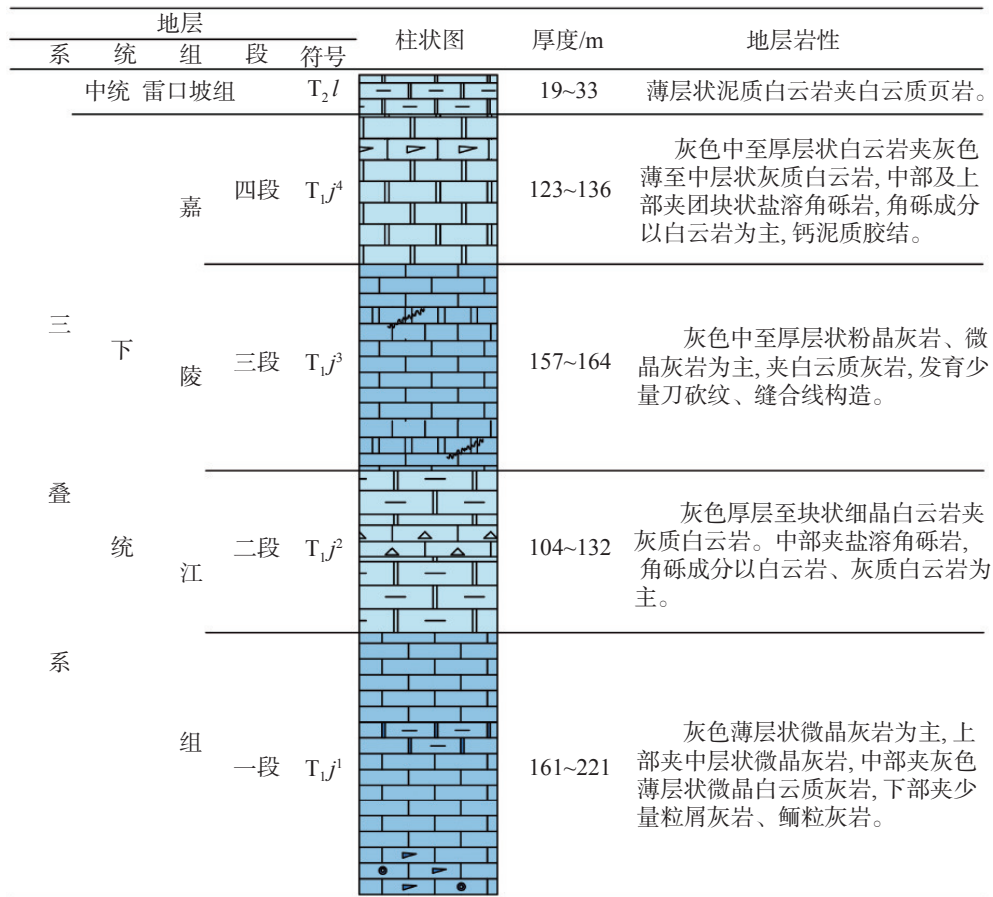 地层
系 统 组 段 符号 柱状图 厚度/m 地层岩性
中统 雷口坡组 T₂l 19~33 薄层状泥质白云岩夹白云质页岩。
三叠系
下统
嘉陵江组
四段 T₁j⁴ 123~136
灰色中至厚层状白云岩夹灰色
薄至中层状灰质白云岩, 中部及上
部夹团块状盐溶角砾岩, 角砾成分
以白云岩为主, 钙泥质胶结。
三段 T₁j³ 157~164
灰色中至厚层状粉晶灰岩、微
晶灰岩为主, 夹白云质灰岩, 发育少
量刀砍纹、缝合线构造。
二段 T₁j² 104~132
灰色厚层至块状细晶白云岩夹
灰质白云岩。中部夹盐溶角砾岩,
角砾成分以白云岩、灰质白云岩为
主。
一段 T₁j¹ 161~221
灰色薄层状微晶灰岩为主, 上
部夹中层状微晶灰岩, 中部夹灰色
薄层状微晶白云质灰岩, 下部夹少
量粒屑灰岩、鲕粒灰岩。